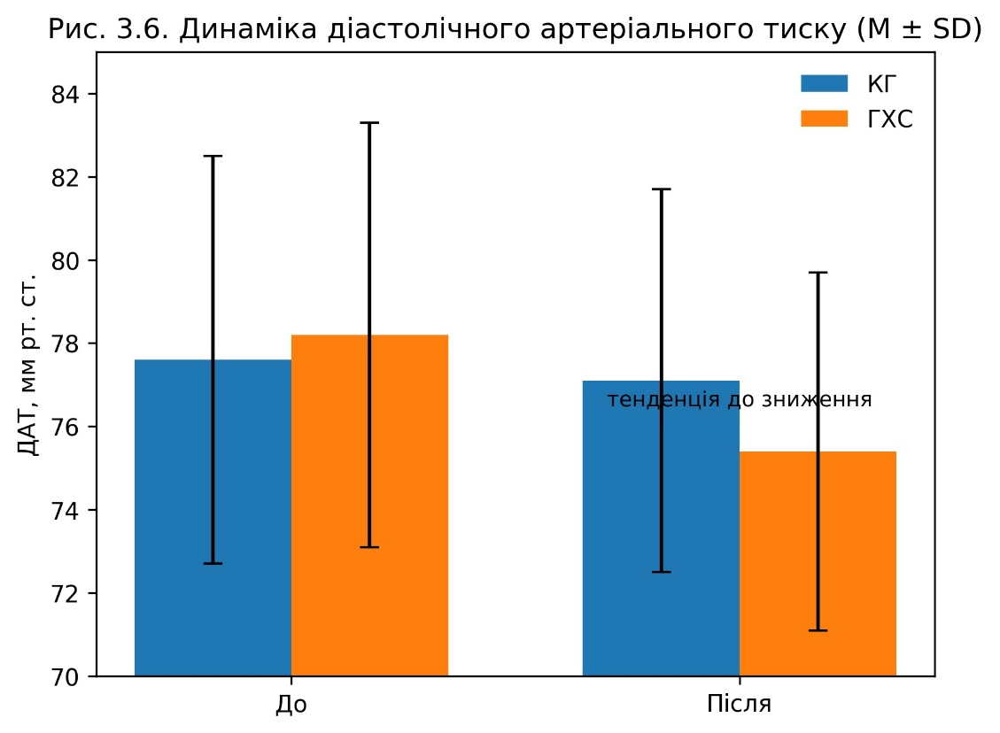 Рис. 3.6. Динаміка діастолічного артеріального тиску (M ± SD)
КГ
ГХС
ДАТ, мм рт. ст.
84
82
80
78
76
74
72
70
тенденція до зниження
До
Після